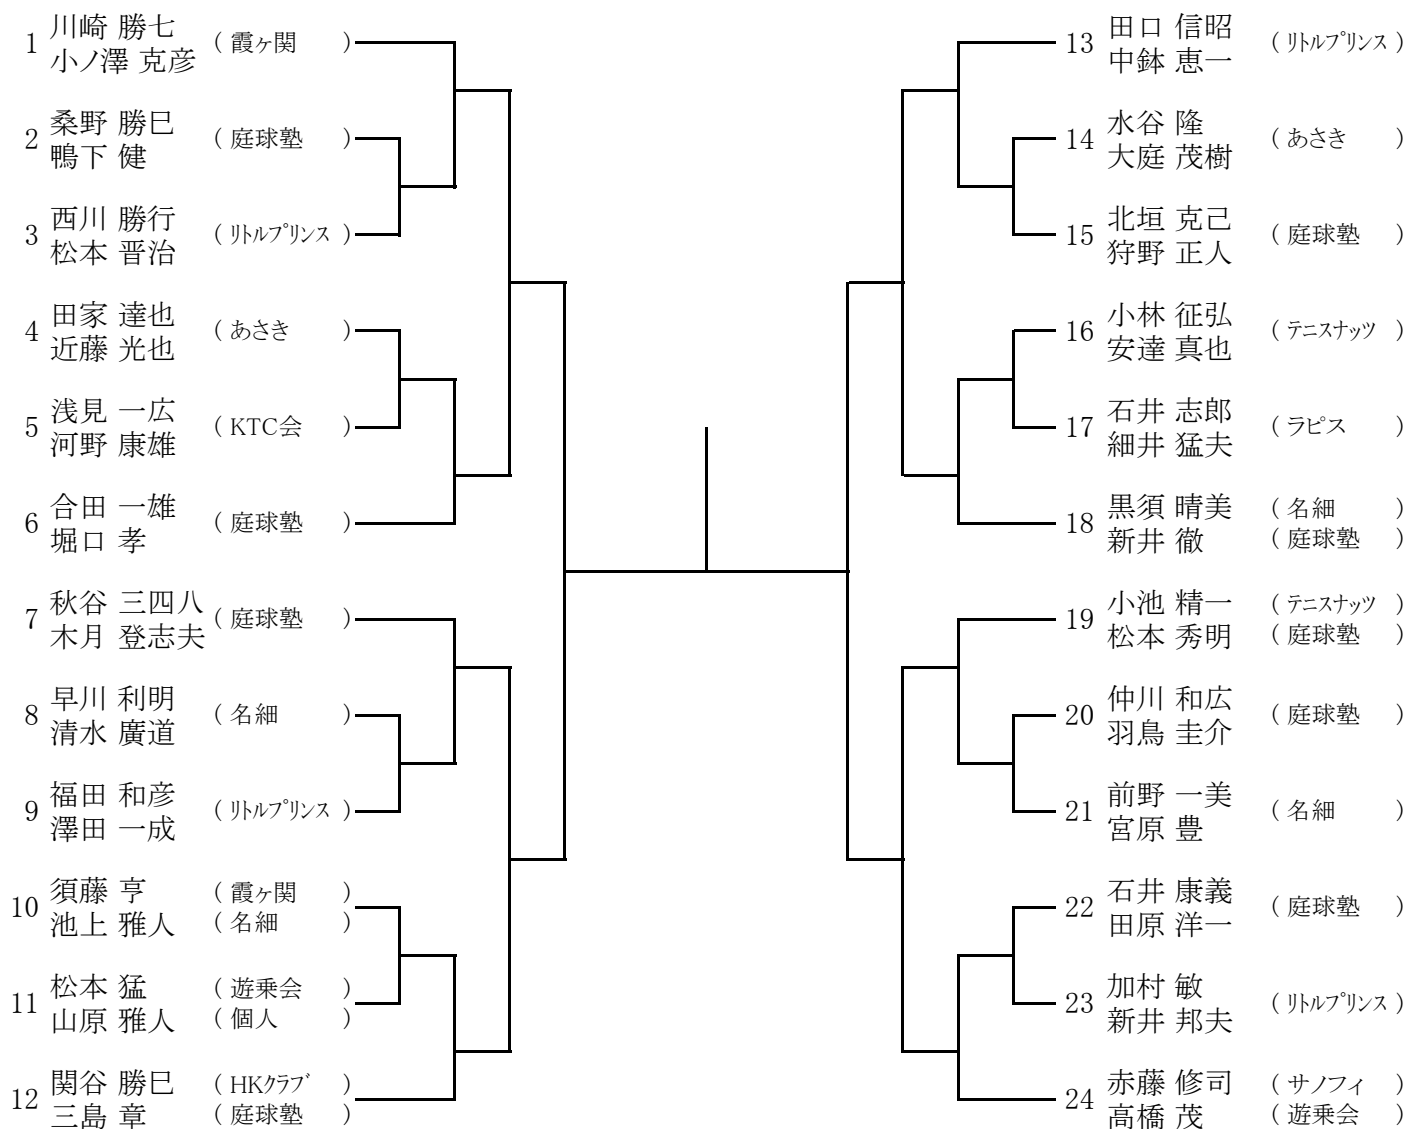 1 川崎 勝七 ( 霞ヶ関 )
小ノ澤 克彦
2 桑野 勝巳 ( 庭球塾 )
鴨下 健
3 西川 勝行 ( リトルプリンス )
松本 晋治
4 田家 達也 ( あさき )
近藤 光也
5 浅見 一広 ( KTC会 )
河野 康雄
6 合田 一雄 ( 庭球塾 )
堀口 孝
7 秋谷 三四八 ( 庭球塾 )
木月 登志夫
8 早川 利明 ( 名細 )
清水 廣道
9 福田 和彦 ( リトルプリンス )
澤田 一成
10 須藤 亨 ( 霞ヶ関 )
池上 雅人 ( 名細 )
11 松本 猛 ( 遊乗会 )
山原 雅人 ( 個人 )
12 関谷 勝巳 ( HKクラブ )
三島 章 ( 庭球塾 )
13 田口 信昭 ( リトルプリンス )
中鉢 恵一
14 水谷 隆 ( あさき )
大庭 茂樹
15 北垣 克己 ( 庭球塾 )
狩野 正人
16 小林 征弘 ( テニスナッツ )
安達 真也
17 石井 志郎 ( ラピス )
細井 猛夫
18 黒須 晴美 ( 名細 )
新井 徹 ( 庭球塾 )
19 小池 精一 ( テニスナッツ )
松本 秀明 ( 庭球塾 )
20 仲川 和広 ( 庭球塾 )
羽鳥 圭介
21 前野 一美 ( 名細 )
宮原 豊
22 石井 康義 ( 庭球塾 )
田原 洋一
23 加村 敏 ( リトルプリンス )
新井 邦夫
24 赤藤 修司 ( サノフィ )
高橋 茂 ( 遊乗会 )